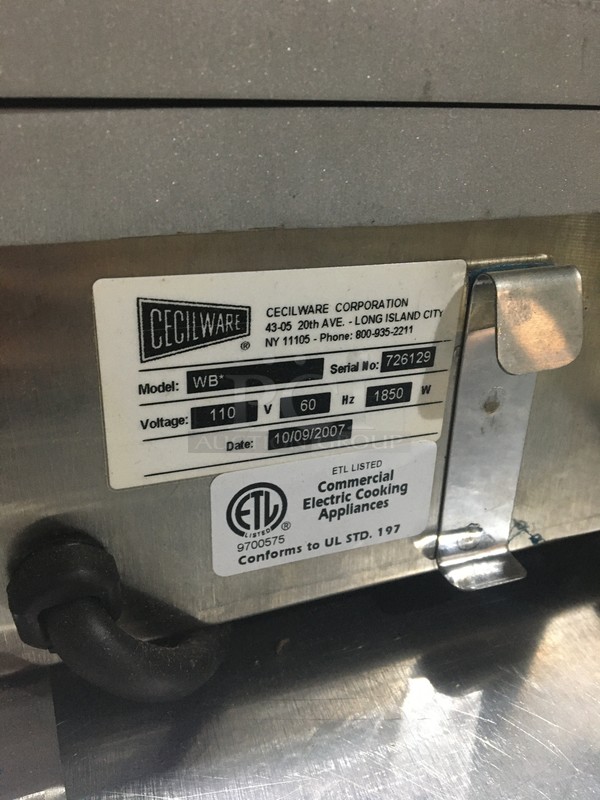 CECILWARE
®
CECILWARE CORPORATION
43-05 20th AVE. - LONG ISLAND CITY
NY 11105 - Phone: 800-935-2211
Model: WB* Serial No: 726129
Voltage: 110 V 60 Hz 1850 W
Date: 10/09/2007
AUCTION GROUP
ETL LISTED
Commercial
Electric Cooking
Appliances
ETL
LISTED
®
9700575
Conforms to UL STD. 197